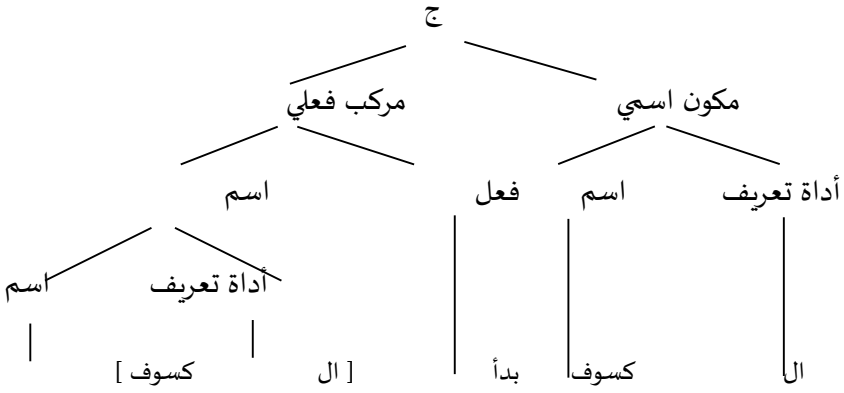 ج
مكون اسمي مركب فعلي
أداة تعريف اسم فعل اسم
أداة تعريف اسم
ال كسوف بدأ [ ال كسوف ]